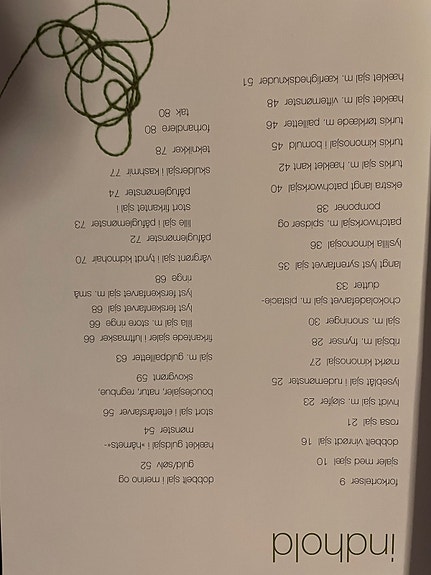 indhold
forkortelser 9
sjaler med sjæl 10
dobbelt vinrødt sjal 16
rosa sjal 21
hvidt sjal m. sløjfer 23
lyseblåt sjal i rudemønster 25
mørkt kimonosjal 27
ribsjal m. frynser 28
sjal m. snoninger 30
chokoladefarvet sjal m. pistacie-
dutter 33
langt lyst syrenfarvet sjal 35
lyslilla kimonosjal 36
patchworksjal m. spidser og
pomponer 38
ekstra langt patchworksjal 40
turkis sjal m. hæklet kant 42
turkis kimonosjal i bomuld 45
turkis tørklæde m. pailletter 46
hæklet sjal m. viftemønster 48
hæklet sjal m. kærlighedsknuder 51
dobbelt sjal i merino og
guld/sølv 52
hæklet guldsjal i »hårnets«-
mønster 54
stort sjal i efterårsfarver 56
bouclesjaler, natur, regnbue,
skovgrønt 59
sjal m. guldpailletter 63
firkantede sjaler i luftmasker 66
lilla sjal m. store ringe 66
lyst ferskenfarvet sjal 68
lyst ferskenfarvet sjal m. små
ringe 68
vårgrønt sjal i tyndt kidmohair 70
påfuglemønster 72
lille sjal i påfuglemønster 73
stort firkantet sjal i
påfuglemønster 74
skuldersjal i kashmir 77
teknikker 78
forhandlere 80
tak 80